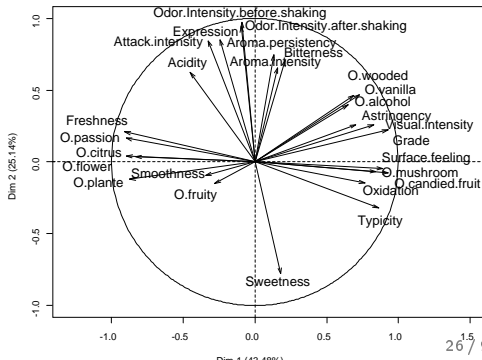 Odor.Intensity.before.shaking
Odor.Intensity.after.shaking
Expression
Attack.intensity
Aroma.persistency
Bitterness
Acidity
Aroma.Intensity
O.wooded
O.vanilla
O.alcohol
Astringency
isual.intensity
Grade
Freshness
O.passion
O.citrus
O.flower
O.plante
Smoothness
O.fruity
Surface.feeling
O.mushroom
O.candied.fruit
Oxidation
Typicity
Sweetness
1.0
0.5
0.0
-0.5
-1.0
Dim 2 (25.14%)
-1.0 -0.5 0.0 0.5 1.0
26/